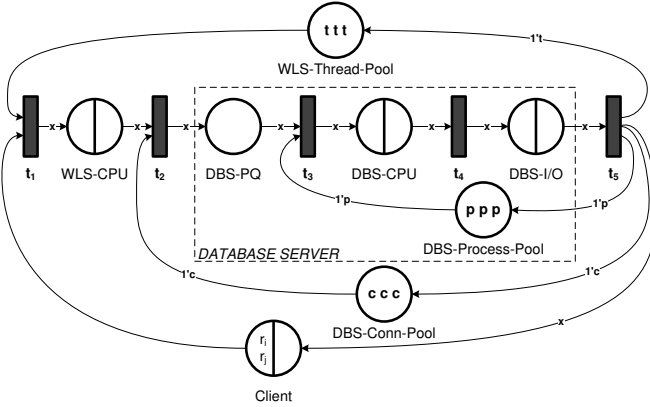 t t t
1't
WLS-Thread-Pool
x x x x x x x x
t1 WLS-CPU t2 DBS-PQ t3 DBS-CPU t4 DBS-I/O t5
1'p p p p 1'p
DBS-Process-Pool
DATABASE SERVER
1'c c c c 1'c
DBS-Conn-Pool
x
ri
rj
Client